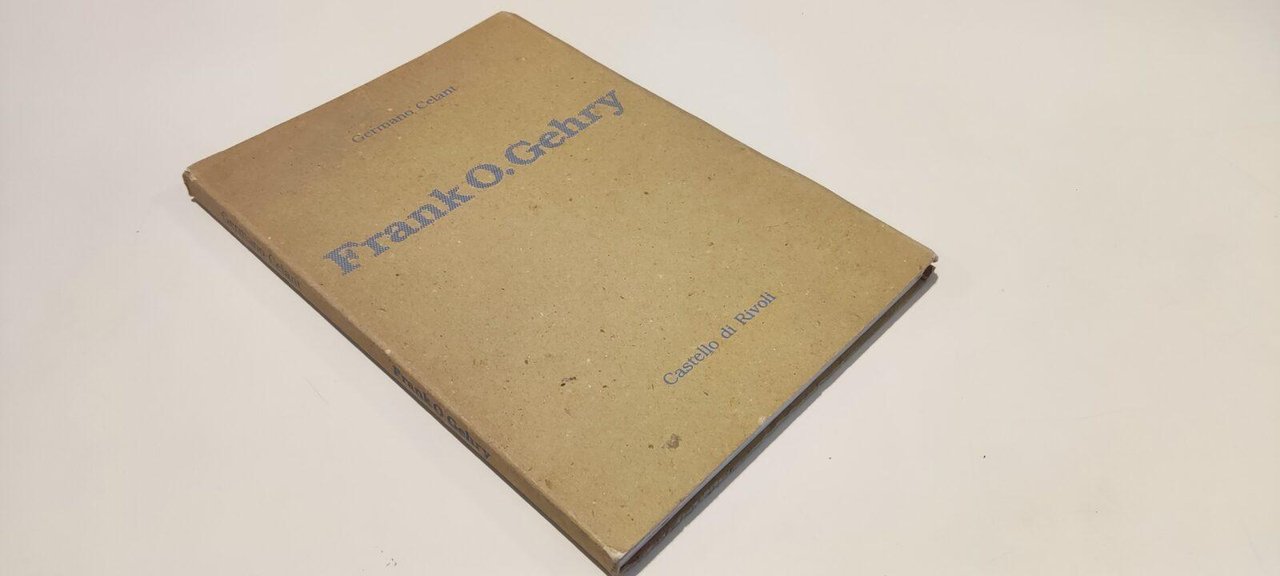 Germano Celant
Frank O. Gehry
Castello di Rivoli
Germano Celant
Frank O. Gehry